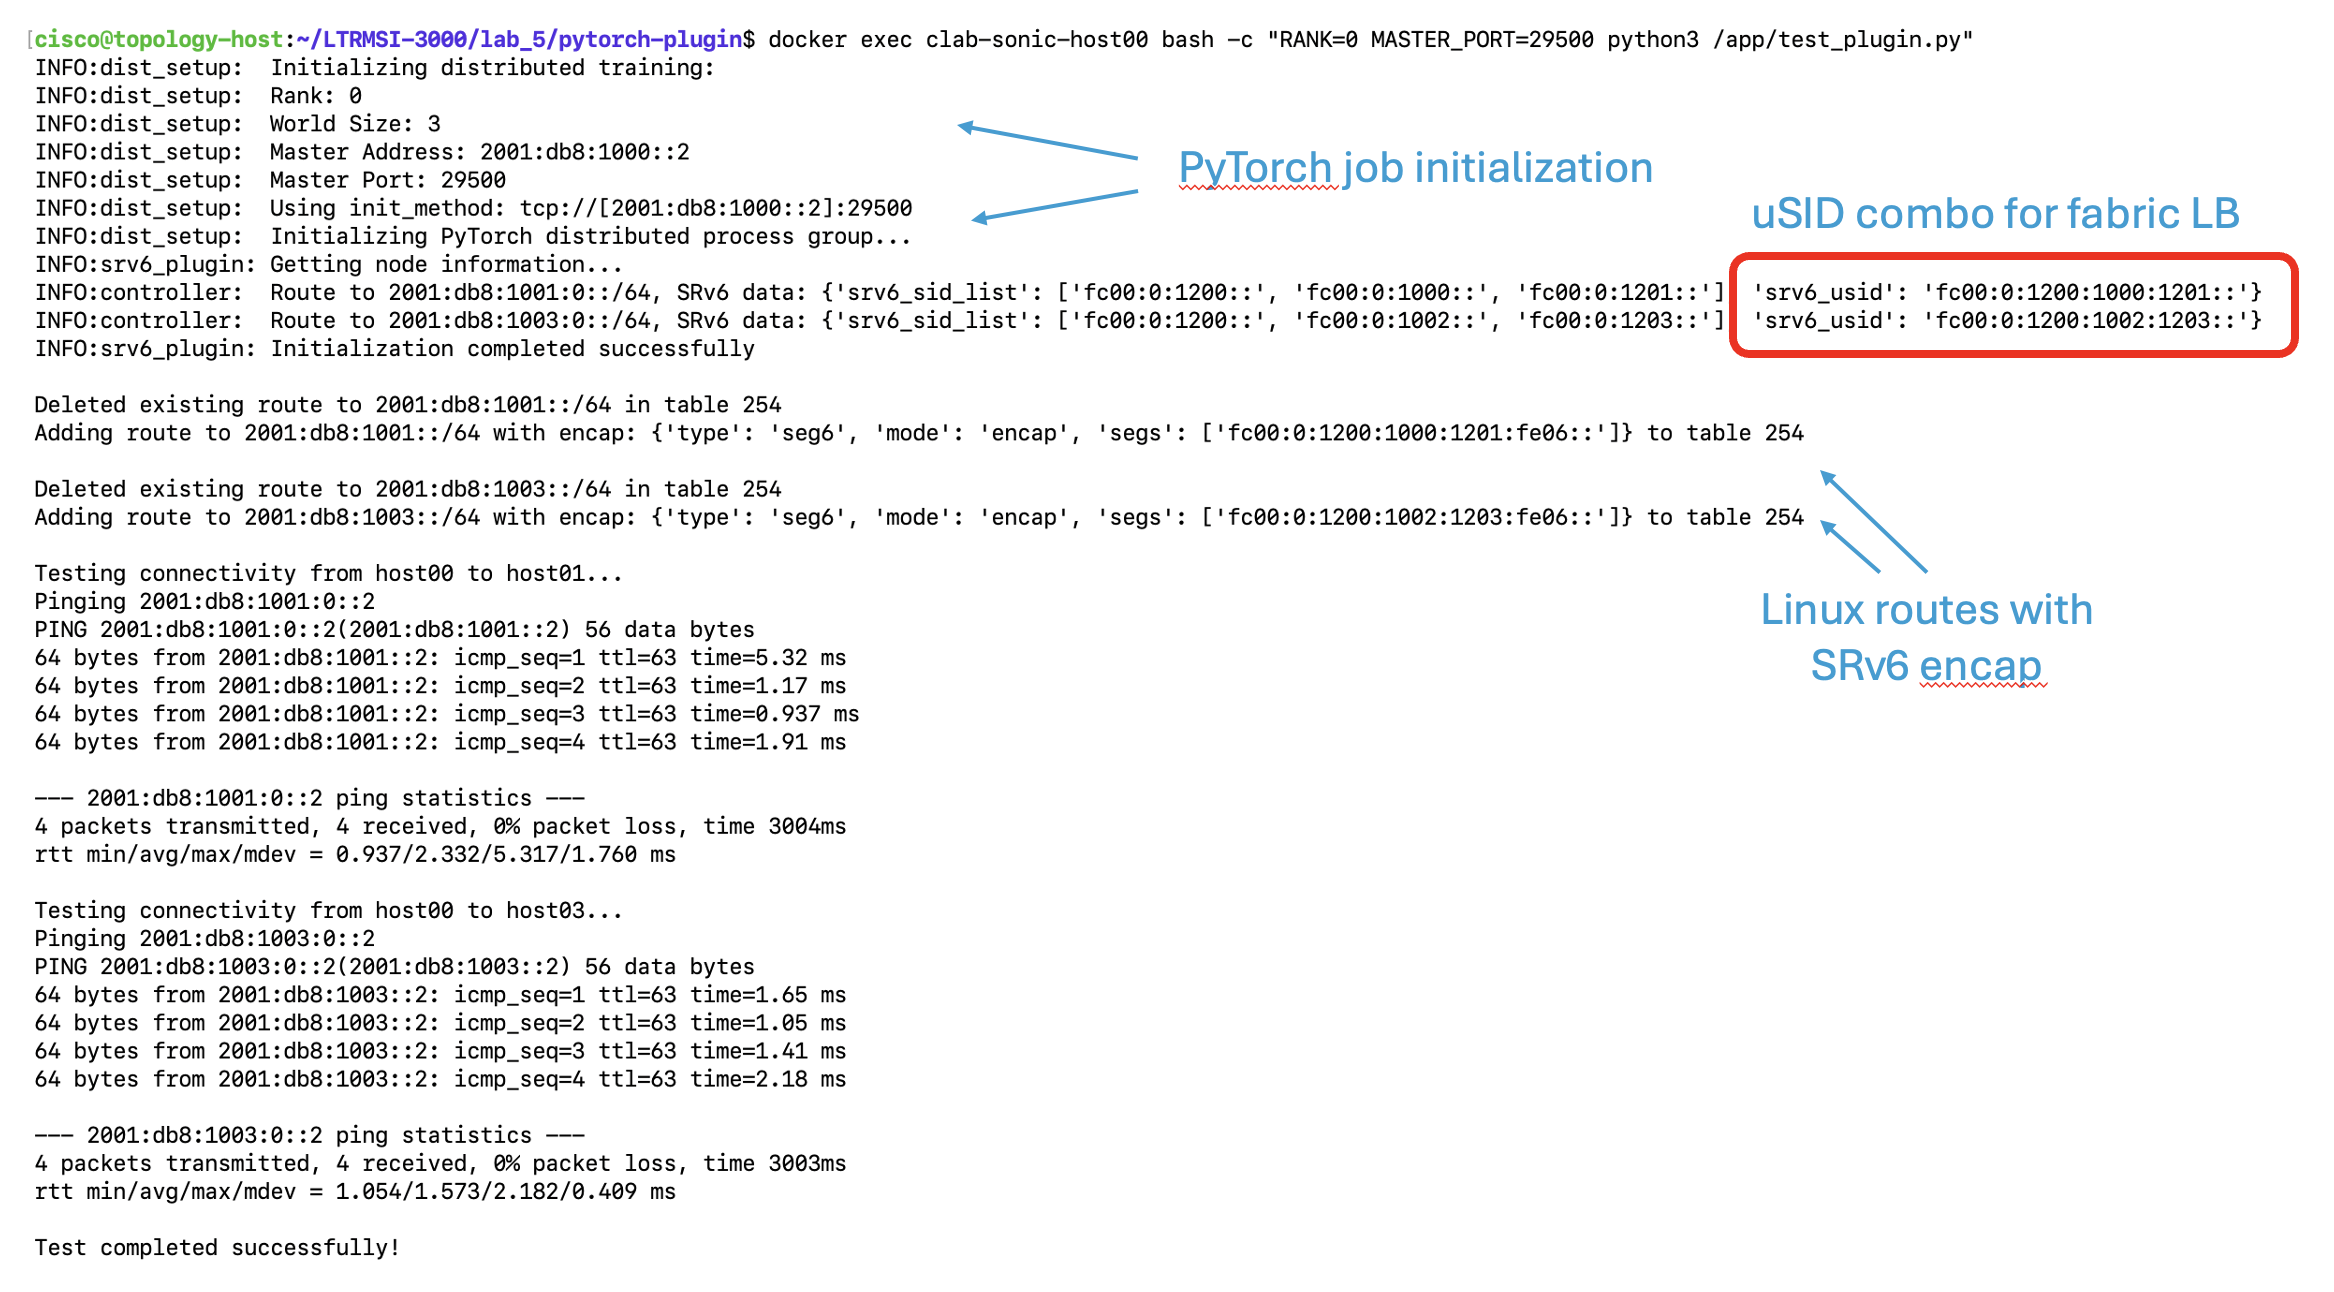 [cisco@topology-host:~/LTRMSI-3000/lab_5/pytorch-plugin$ docker exec clab-sonic-host00 bash -c "RANK=0 MASTER_PORT=29500 python3 /app/test_plugin.py"
INFO:dist_setup:  Initializing distributed training:
INFO:dist_setup:  Rank: 0
INFO:dist_setup:  World Size: 3
INFO:dist_setup:  Master Address: 2001:db8:1000::2
INFO:dist_setup:  Master Port: 29500
INFO:dist_setup:  Using init_method: tcp://[2001:db8:1000::2]:29500
INFO:dist_setup:  Initializing PyTorch distributed process group...
PyTorch job initialization
uSID combo for fabric LB
INFO:srv6_plugin: Getting node information...
INFO:controller:  Route to 2001:db8:1001:0::/64, SRv6 data: {'srv6_sid_list': ['fc00:0:1200::', 'fc00:0:1000::', 'fc00:0:1201::'] 'srv6_usid': 'fc00:0:1200:1000:1201::'}
INFO:controller:  Route to 2001:db8:1003:0::/64, SRv6 data: {'srv6_sid_list': ['fc00:0:1200::', 'fc00:0:1002::', 'fc00:0:1203::'] 'srv6_usid': 'fc00:0:1200:1002:1203::'}
INFO:srv6_plugin: Initialization completed successfully
Deleted existing route to 2001:db8:1001::/64 in table 254
Adding route to 2001:db8:1001::/64 with encap: {'type': 'seg6', 'mode': 'encap', 'segs': ['fc00:0:1200:1000:1201:fe06::']} to table 254
Deleted existing route to 2001:db8:1003::/64 in table 254
Adding route to 2001:db8:1003::/64 with encap: {'type': 'seg6', 'mode': 'encap', 'segs': ['fc00:0:1200:1002:1203:fe06::']} to table 254
Linux routes with
SRv6 encap
Testing connectivity from host00 to host01...
Pinging 2001:db8:1001:0::2
PING 2001:db8:1001:0::2(2001:db8:1001::2) 56 data bytes
64 bytes from 2001:db8:1001::2: icmp_seq=1 ttl=63 time=5.32 ms
64 bytes from 2001:db8:1001::2: icmp_seq=2 ttl=63 time=1.17 ms
64 bytes from 2001:db8:1001::2: icmp_seq=3 ttl=63 time=0.937 ms
64 bytes from 2001:db8:1001::2: icmp_seq=4 ttl=63 time=1.91 ms
--- 2001:db8:1001:0::2 ping statistics ---
4 packets transmitted, 4 received, 0% packet loss, time 3004ms
rtt min/avg/max/mdev = 0.937/2.332/5.317/1.760 ms
Testing connectivity from host00 to host03...
Pinging 2001:db8:1003:0::2
PING 2001:db8:1003:0::2(2001:db8:1003::2) 56 data bytes
64 bytes from 2001:db8:1003::2: icmp_seq=1 ttl=63 time=1.65 ms
64 bytes from 2001:db8:1003::2: icmp_seq=2 ttl=63 time=1.05 ms
64 bytes from 2001:db8:1003::2: icmp_seq=3 ttl=63 time=1.41 ms
64 bytes from 2001:db8:1003::2: icmp_seq=4 ttl=63 time=2.18 ms
--- 2001:db8:1003:0::2 ping statistics ---
4 packets transmitted, 4 received, 0% packet loss, time 3003ms
rtt min/avg/max/mdev = 1.054/1.573/2.182/0.409 ms
Test completed successfully!